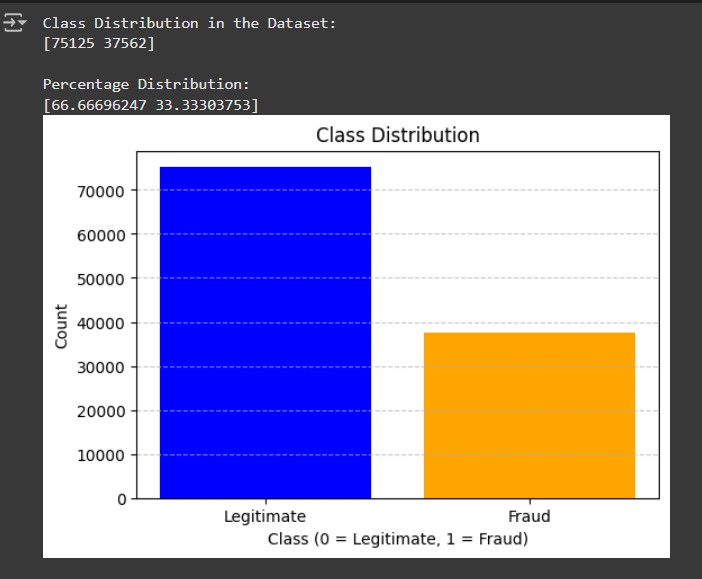 Class Distribution in the Dataset:
[75125 37562]
Percentage Distribution:
[66.66696247 33.33303753]
Class Distribution
70000
60000
50000
40000
30000
20000
10000
0
Count
Legitimate
Fraud
Class (0 = Legitimate, 1 = Fraud)